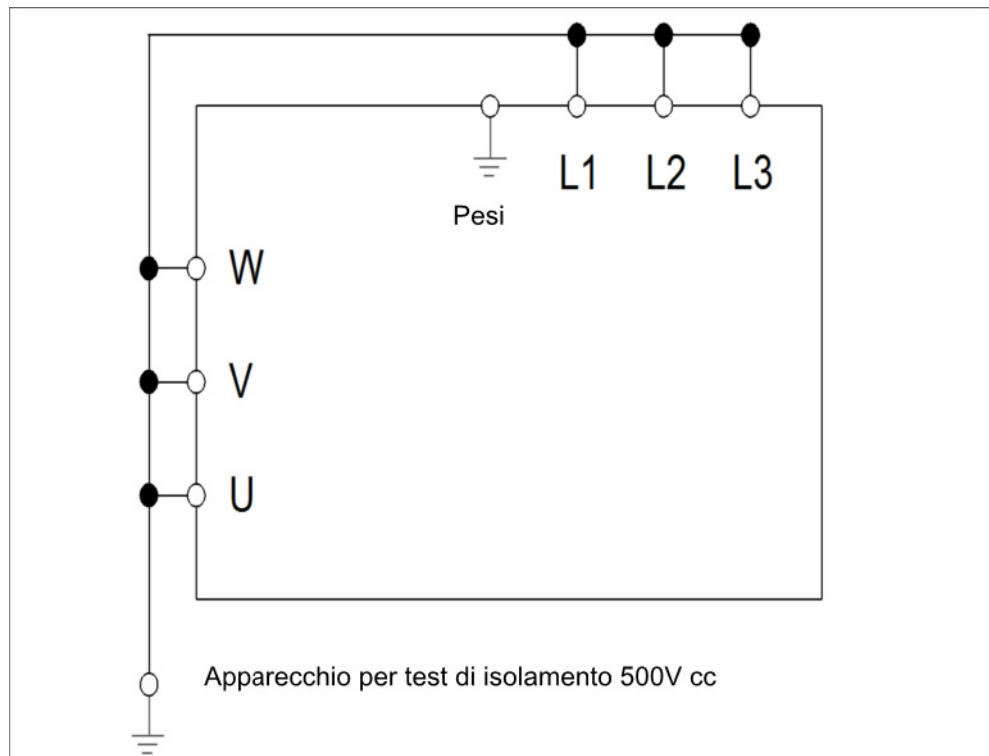 L1 L2 L3
Pesi
W
V
U
Apparecchio per test di isolamento 500V cc